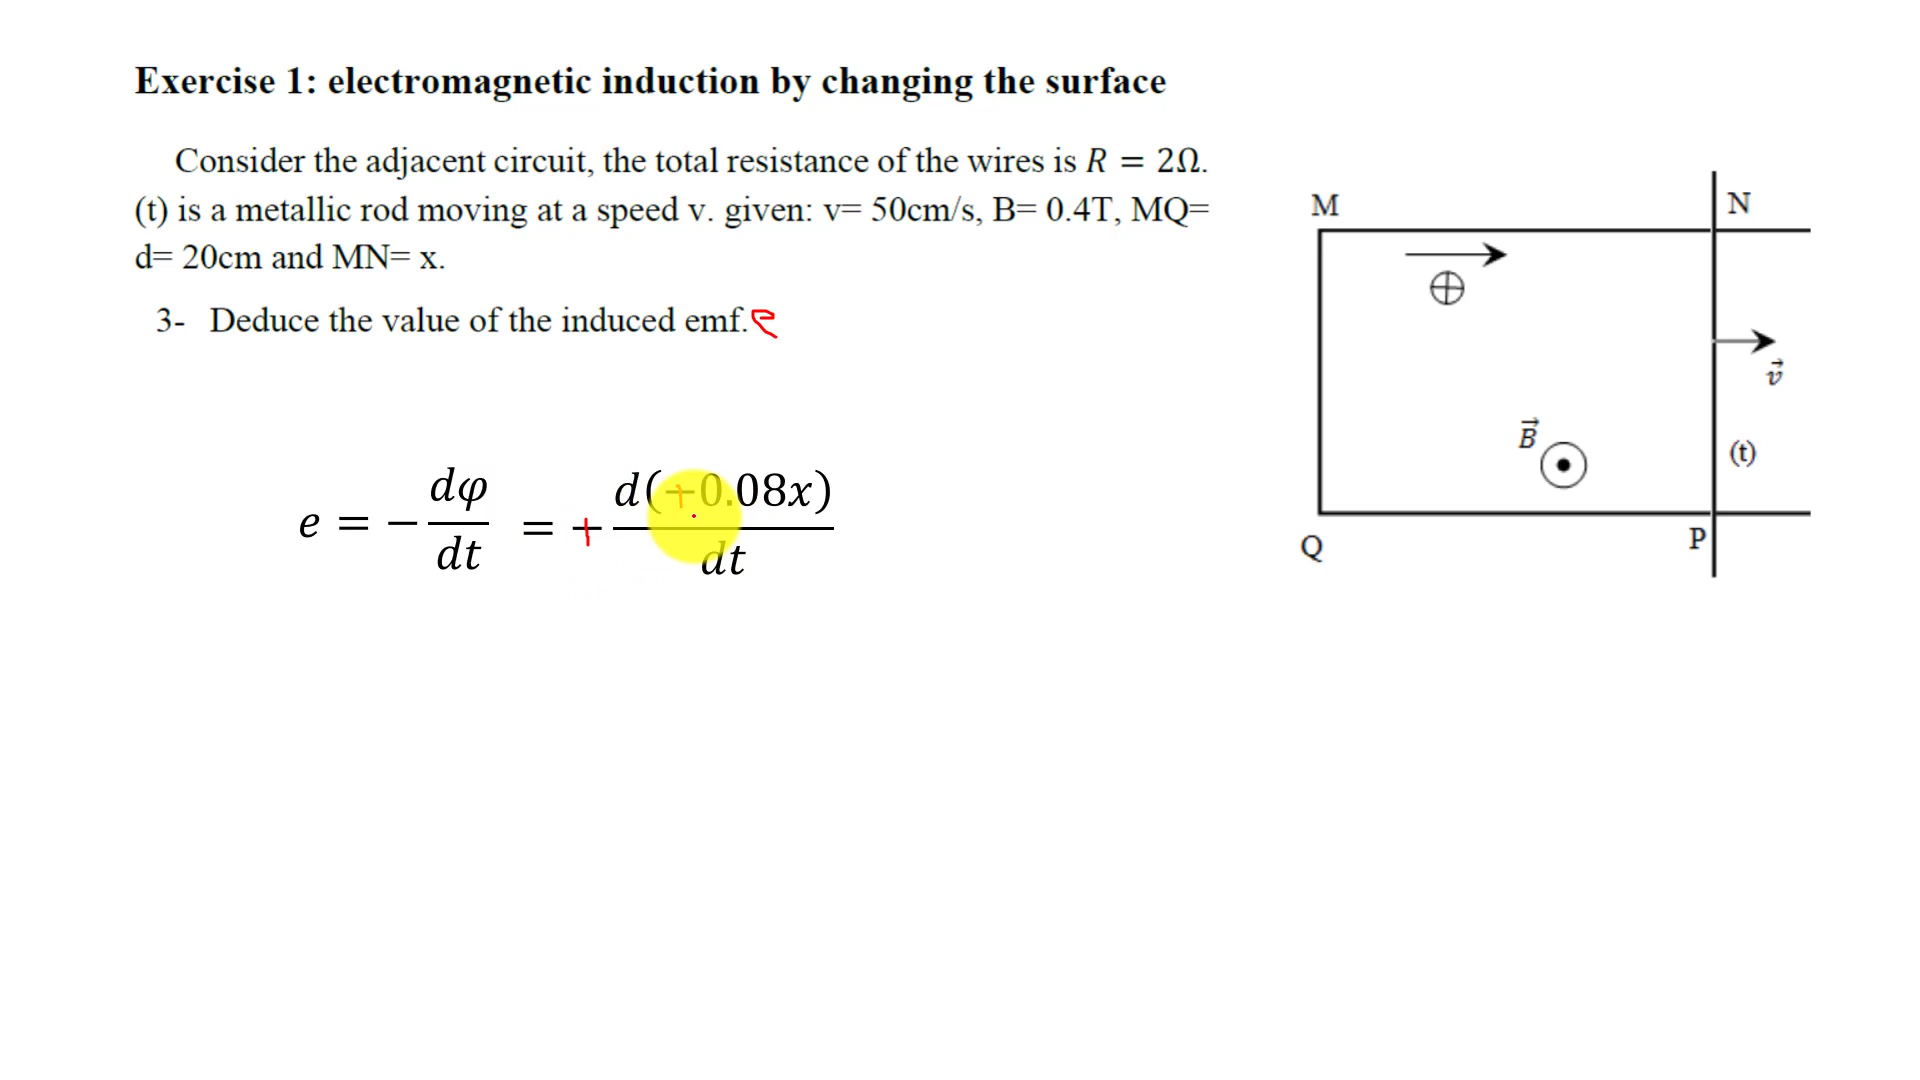 Exercise 1: electromagnetic induction by changing the surface
Consider the adjacent circuit, the total resistance of the wires is R = 2Ω.
(t) is a metallic rod moving at a speed v. given: v= 50cm/s, B= 0.4T, MQ=
d= 20cm and MN= x.
3- Deduce the value of the induced emf. e
e = − dφ/dt = + d(+0.08x)/dt
M
N
v⃗
B⃗
(t)
Q
P